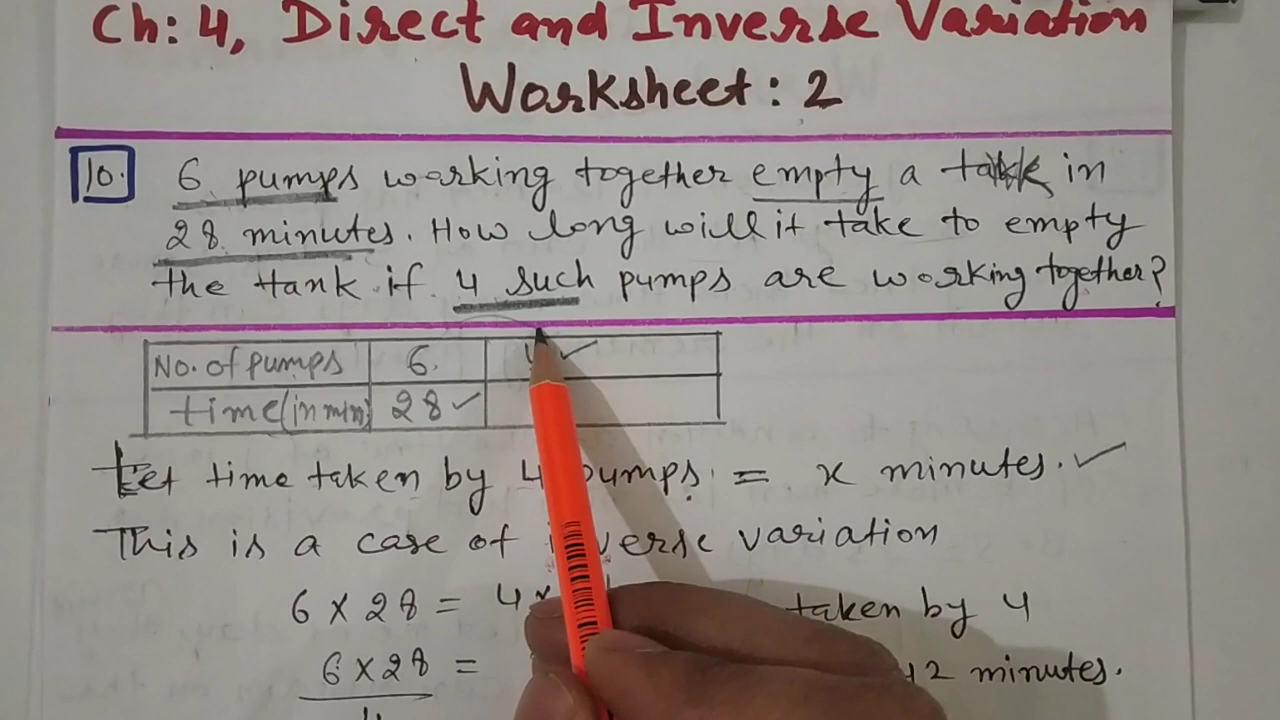 Ch: 4, Direct and Inverse Variation
Worksheet: 2
10. 6 pumps working together empty a tank in
28 minutes. How long will it take to empty
the tank if 4 such pumps are working together?
No. of pumps 6. 4
time (in min) 28
Let time taken by 4 pumps = x minutes.
This is a case of inverse variation
6 x 28 = 4 x taken by 4
6 x 28 = 2 minutes.
4